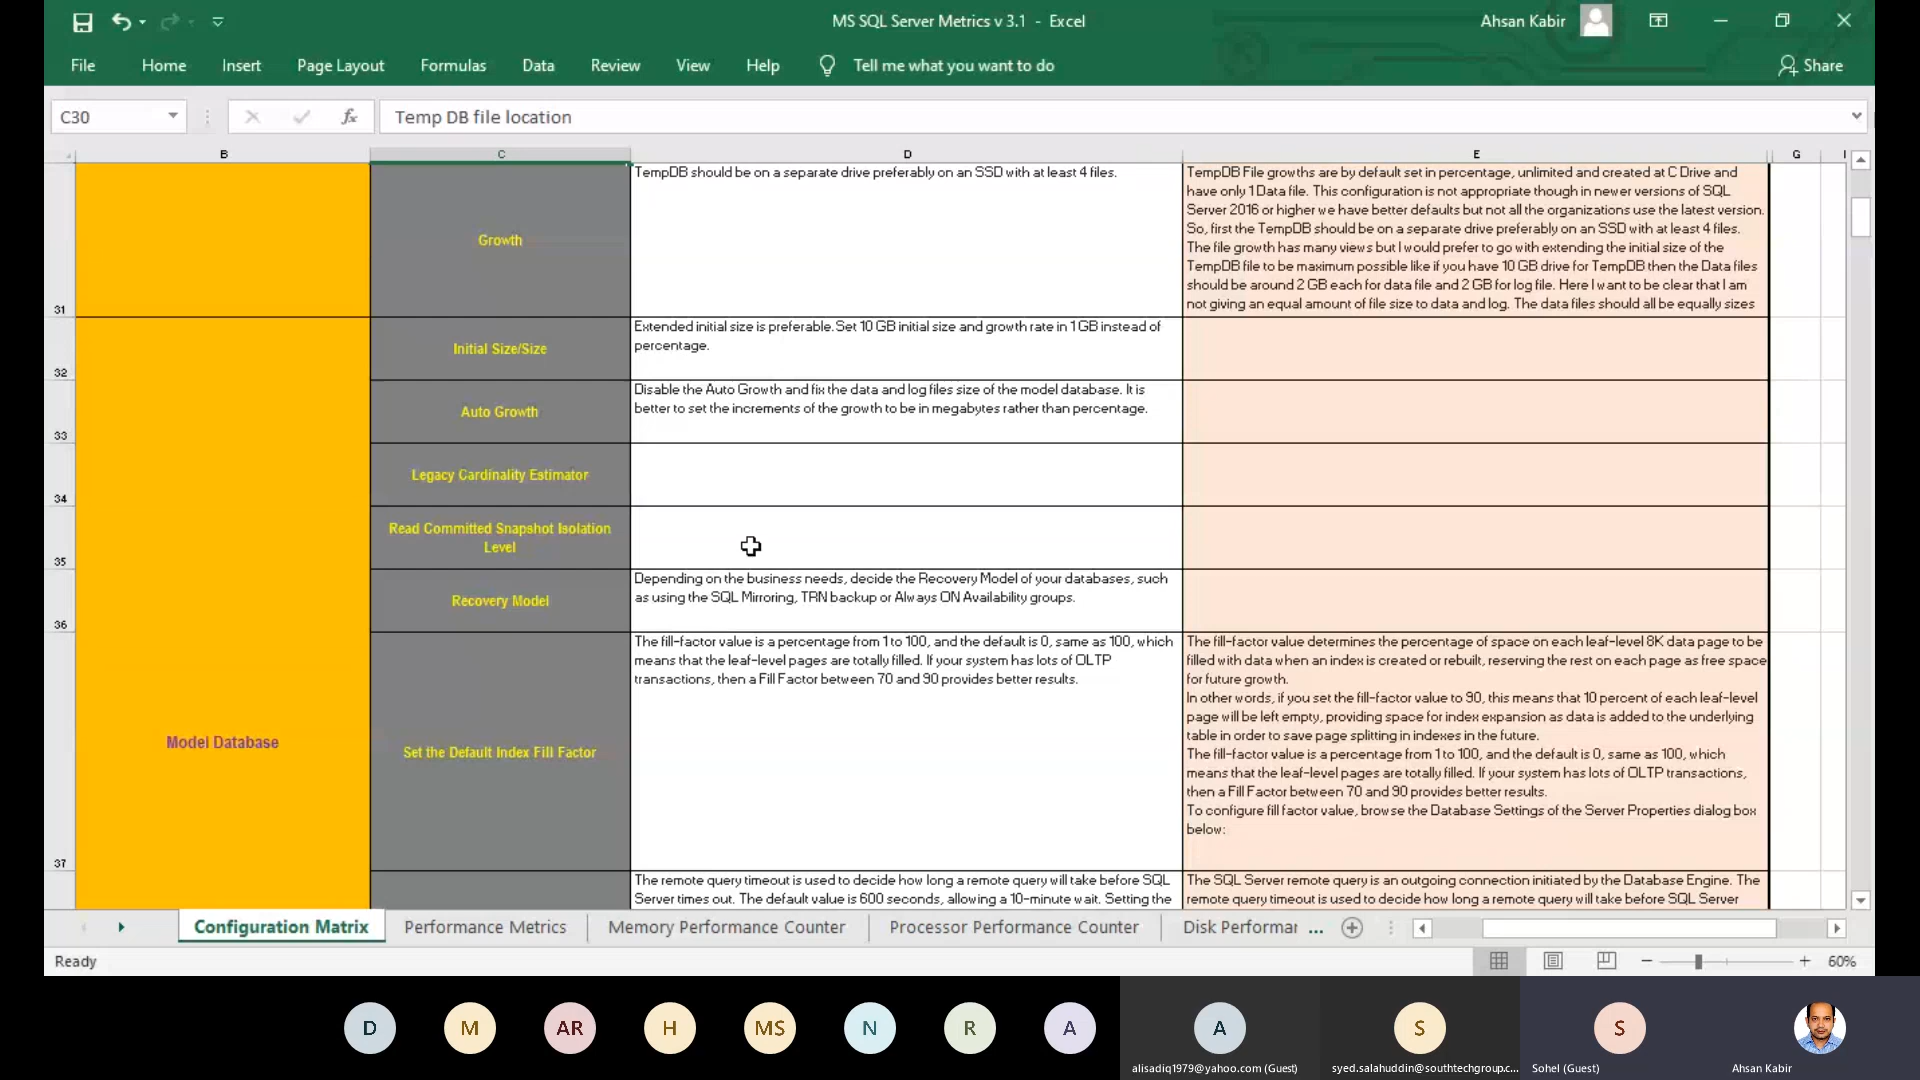 MS SQL Server Metrics v 3.1 - Excel
Ahsan Kabir
File Home Insert Page Layout Formulas Data Review View Help Tell me what you want to do Share
C30
fx
Temp DB file location
B C D E G
31
Growth
TempDB should be on a separate drive preferably on an SSD with at least 4 files.
TempDB File growths are by default set in percentage, unlimited and created at C Drive and
have only 1 Data file. This configuration is not appropriate though in newer versions of SQL
Server 2016 or higher we have better defaults but not all the organizations use the latest version.
So, first the TempDB should be on a separate drive preferably on an SSD with at least 4 files.
The file growth has many views but I would prefer to go with extending the initial size of the
TempDB file to be maximum possible like if you have 10 GB drive for TempDB then the Data files
should be around 2 GB each for data file and 2 GB for log file. Here I want to be clear that I am
not giving an equal amount of file size to data and log. The data files should all be equally sizes
32
Initial Size/Size
Extended initial size is preferable. Set 10 GB initial size and growth rate in 1 GB instead of
percentage.
33
Auto Growth
Disable the Auto Growth and fix the data and log files size of the model database. It is
better to set the increments of the growth to be in megabytes rather than percentage.
34
Legacy Cardinality Estimator
35
Read Committed Snapshot Isolation
Level
36
Recovery Model
Depending on the business needs, decide the Recovery Model of your databases, such
as using the SQL Mirroring, TRN backup or Always ON Availability groups.
37
Model Database
Set the Default Index Fill Factor
The fill-factor value is a percentage from 1 to 100, and the default is 0, same as 100, which
means that the leaf-level pages are totally filled. If your system has lots of OLTP
transactions, then a Fill Factor between 70 and 90 provides better results.
The fill-factor value determines the percentage of space on each leaf-level 8K data page to be
filled with data when an index is created or rebuilt, reserving the rest on each page as free space
for future growth.
In other words, if you set the fill-factor value to 90, this means that 10 percent of each leaf-level
page will be left empty, providing space for index expansion as data is added to the underlying
table in order to save page splitting in indexes in the future.
The fill-factor value is a percentage from 1 to 100, and the default is 0, same as 100, which
means that the leaf-level pages are totally filled. If your system has lots of OLTP transactions,
then a Fill Factor between 70 and 90 provides better results.
To configure fill factor value, browse the Database Settings of the Server Properties dialog box
below:
The remote query timeout is used to decide how long a remote query will take before SQL
Server times out. The default value is 600 seconds, allowing a 10-minute wait. Setting the
The SQL Server remote query is an outgoing connection initiated by the Database Engine. The
remote query timeout is used to decide how long a remote query will take before SQL Server
Configuration Matrix Performance Metrics Memory Performance Counter Processor Performance Counter Disk Performar ...
Ready
60%
D M AR H MS N R A A S S
alisadiq1979@yahoo.com (Guest)
syed.salahuddin@southtechgroup.c...
Sohel (Guest)
Ahsan Kabir